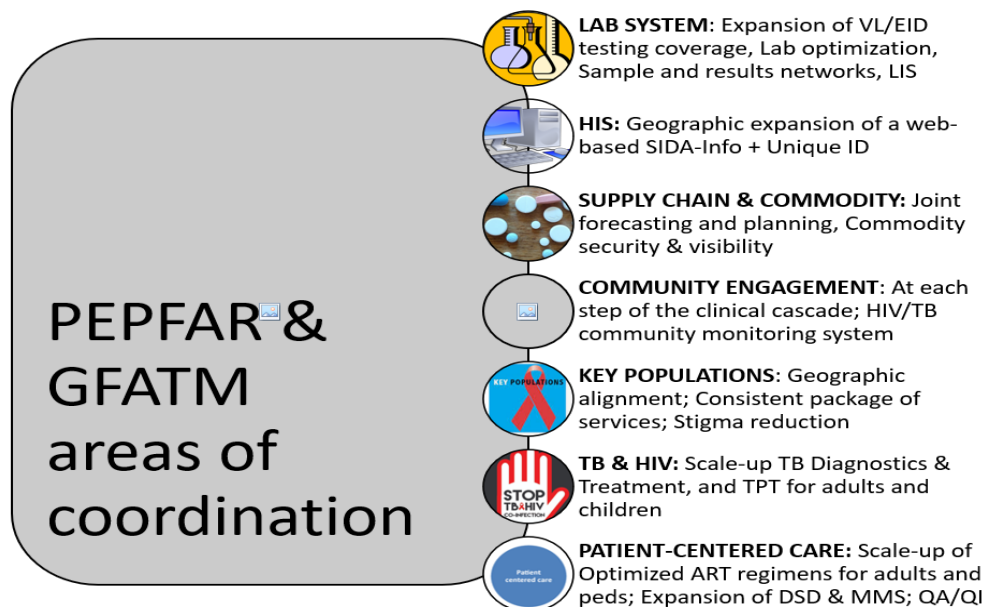 PEPFAR &
GFATM
areas of
coordination
LAB SYSTEM: Expansion of VL/EID
testing coverage, Lab optimization,
Sample and results networks, LIS
HIS: Geographic expansion of a web-
based SIDA-Info + Unique ID
SUPPLY CHAIN & COMMODITY: Joint
forecasting and planning, Commodity
security & visibility
COMMUNITY ENGAGEMENT: At each
step of the clinical cascade; HIV/TB
community monitoring system
KEY POPULATIONS
KEY POPULATIONS: Geographic
alignment; Consistent package of
services; Stigma reduction
STOP
TB&HIV
CO-INFECTION
TB & HIV: Scale-up TB Diagnostics &
Treatment, and TPT for adults and
children
Patient
centered care
PATIENT-CENTERED CARE: Scale-up of
Optimized ART regimens for adults and
peds; Expansion of DSD & MMS; QA/QI